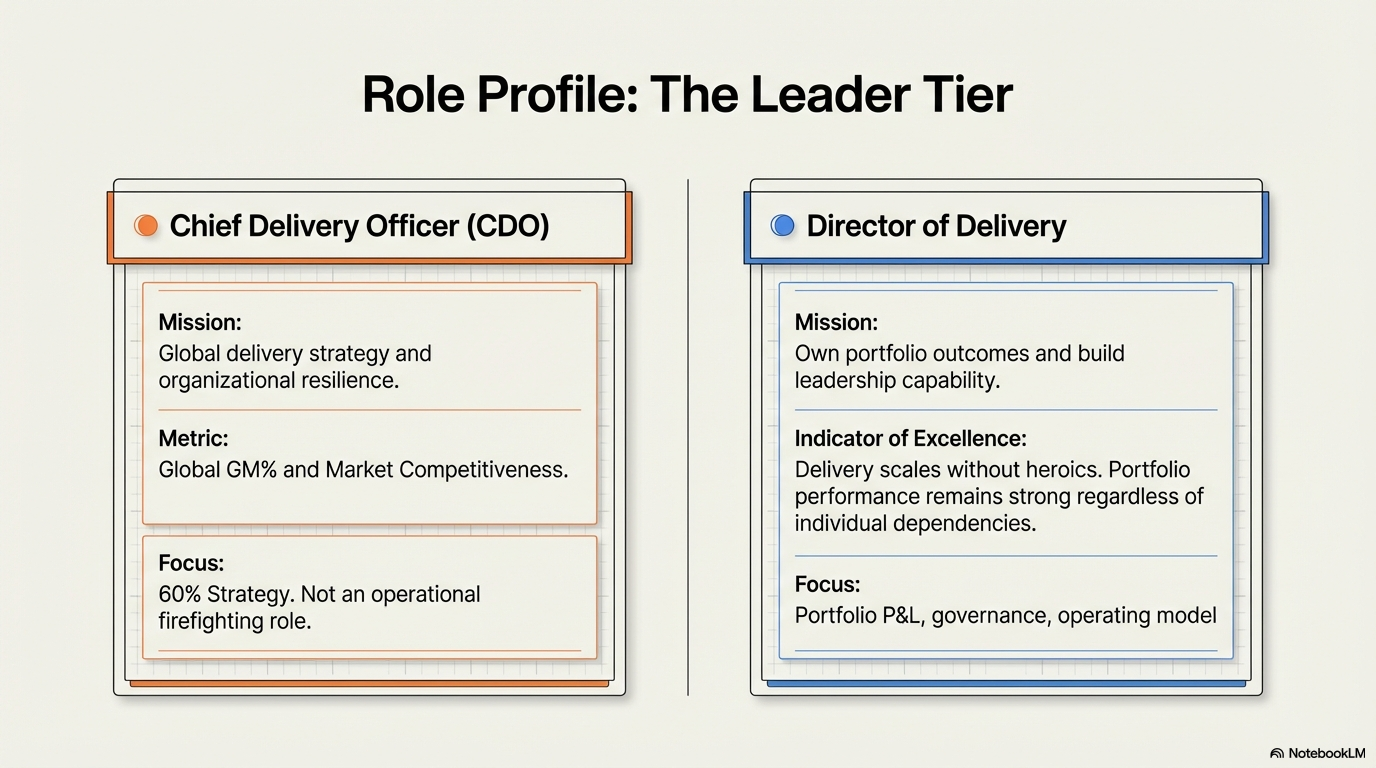 Role Profile: The Leader Tier
Chief Delivery Officer (CDO)
Mission:
Global delivery strategy and
organizational resilience.
Metric:
Global GM% and Market Competitiveness.
Focus:
60% Strategy. Not an operational
firefighting role.
Director of Delivery
Mission:
Own portfolio outcomes and build
leadership capability.
Indicator of Excellence:
Delivery scales without heroics. Portfolio
performance remains strong regardless of
individual dependencies.
Focus:
Portfolio P&L, governance, operating model
NotebookLM